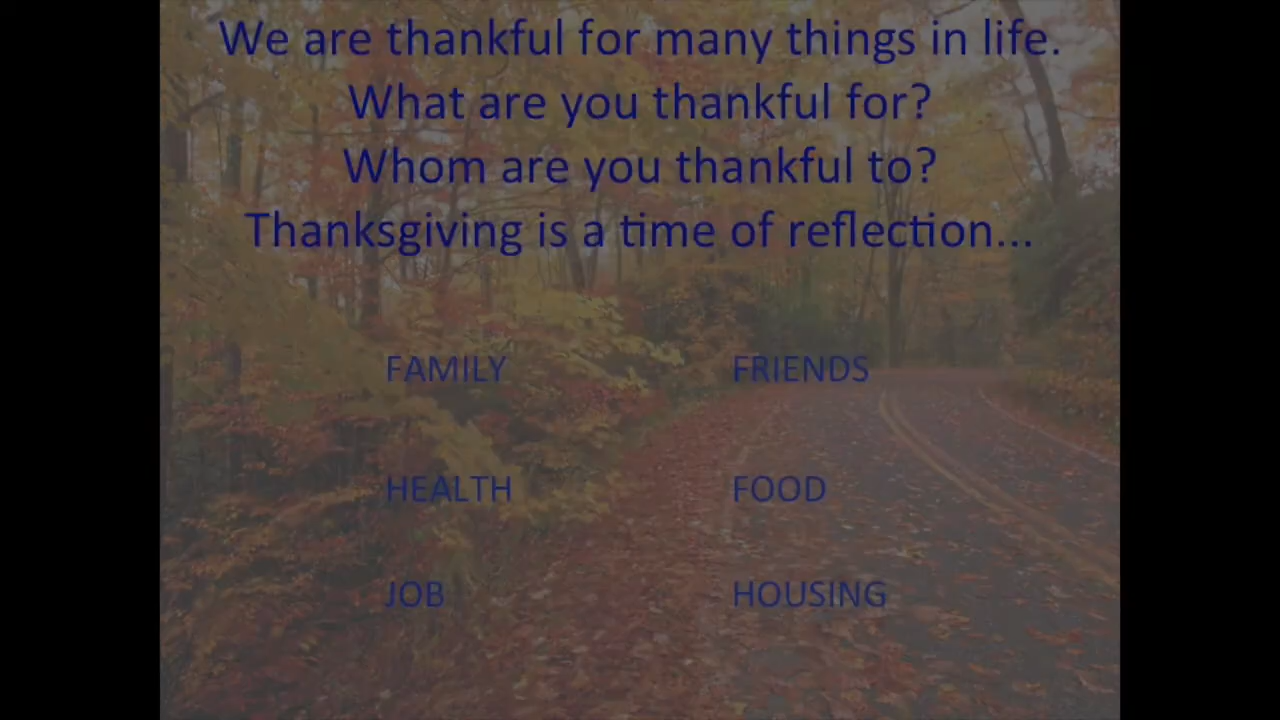 We are thankful for many things in life.
What are you thankful for?
Whom are you thankful to?
Thanksgiving is a time of reflection...
FAMILY FRIENDS
HEALTH FOOD
JOB HOUSING